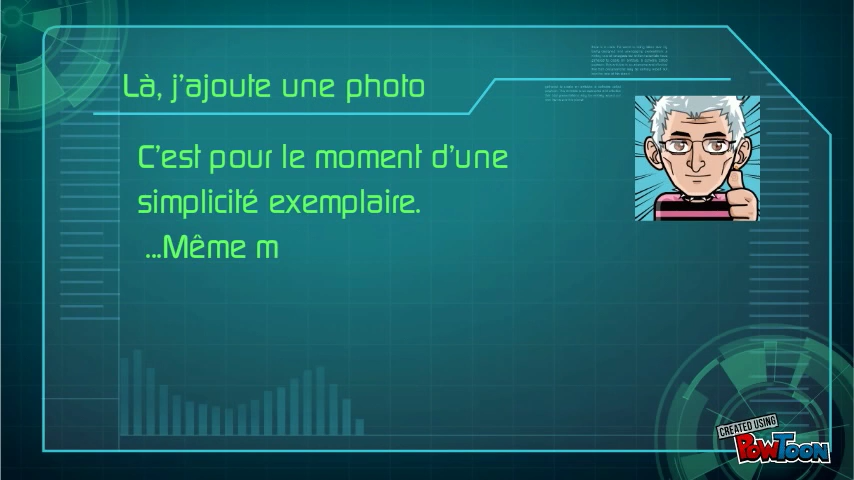 Là, j'ajoute une photo
C'est pour le moment d'une
simplicité exemplaire.
...Même m
CREATED USING
POWTOON